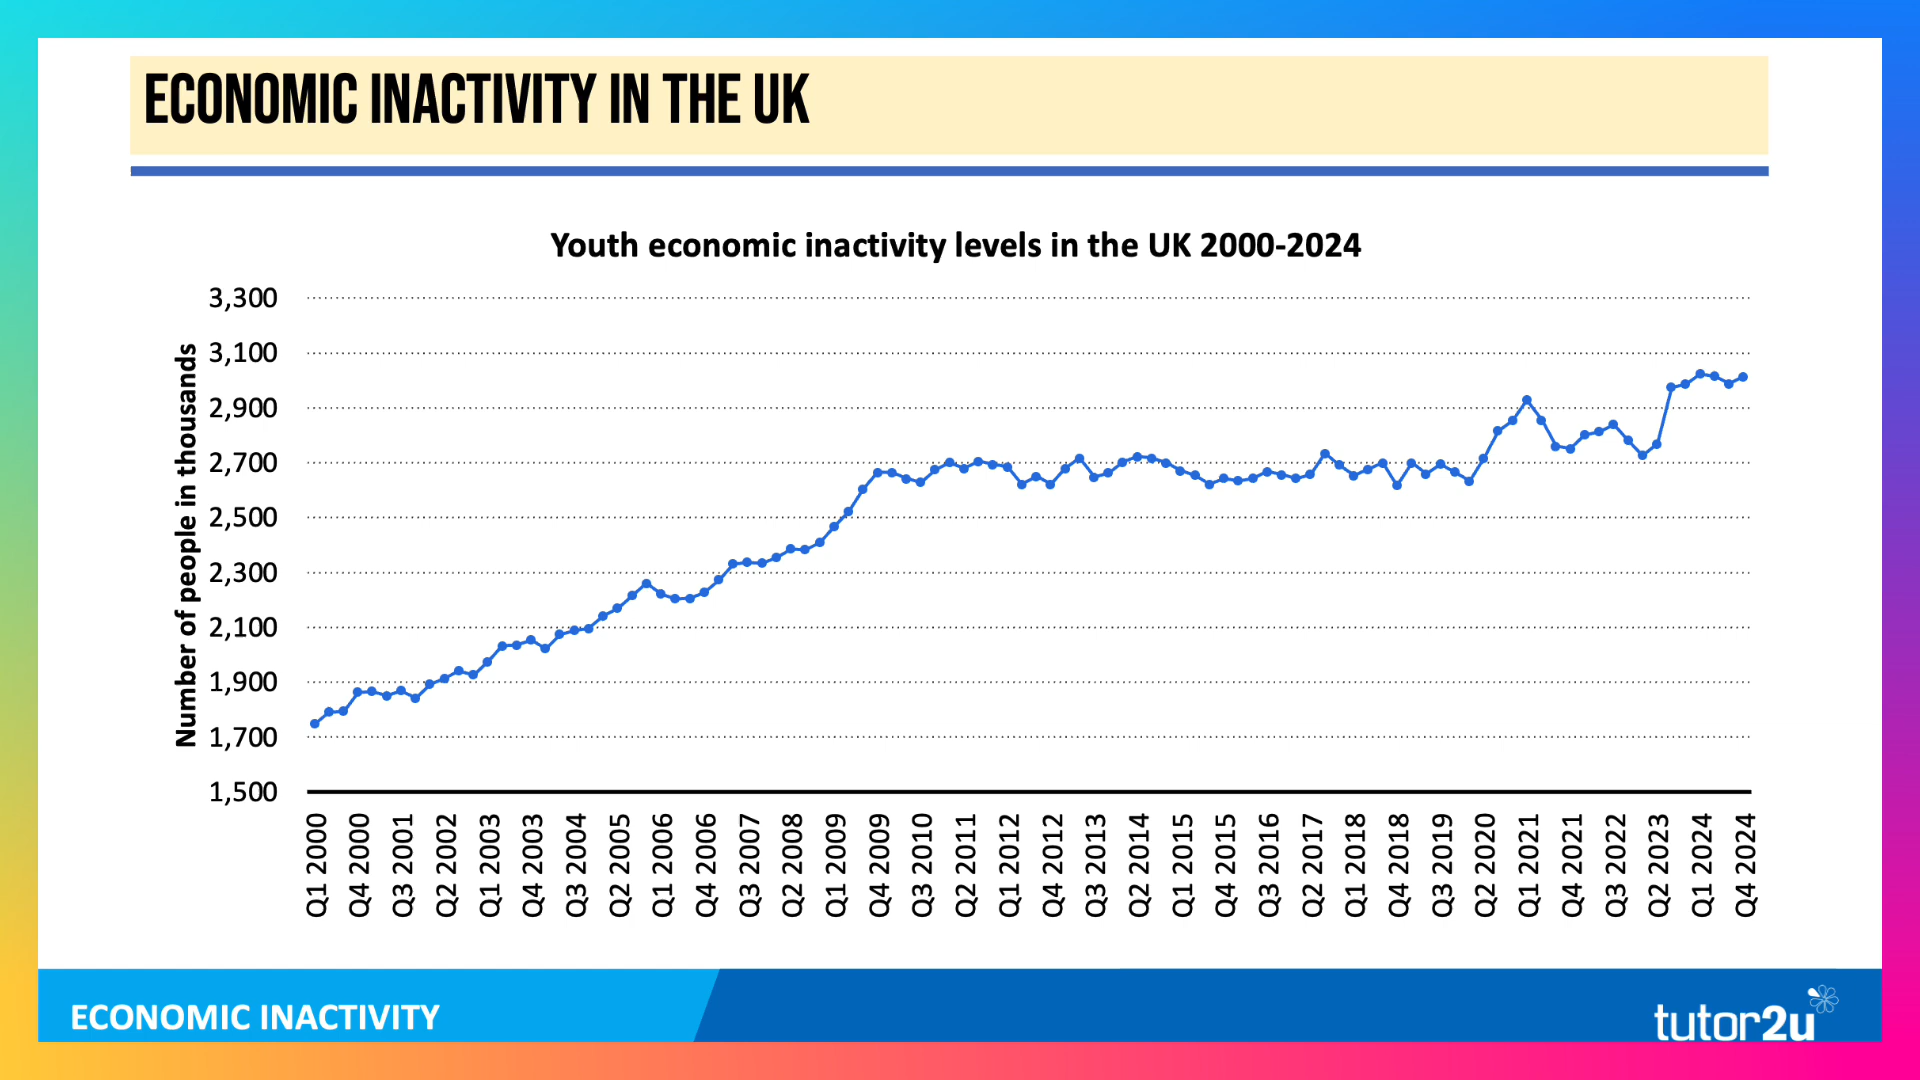 ECONOMIC INACTIVITY IN THE UK
Youth economic inactivity levels in the UK 2000-2024
Number of people in thousands
3,300
3,100
2,900
2,700
2,500
2,300
2,100
1,900
1,700
1,500
Q1 2000
Q4 2000
Q3 2001
Q2 2002
Q1 2003
Q4 2003
Q3 2004
Q2 2005
Q1 2006
Q4 2006
Q3 2007
Q2 2008
Q1 2009
Q4 2009
Q3 2010
Q2 2011
Q1 2012
Q4 2012
Q3 2013
Q2 2014
Q1 2015
Q4 2015
Q3 2016
Q2 2017
Q1 2018
Q4 2018
Q3 2019
Q2 2020
Q1 2021
Q4 2021
Q3 2022
Q2 2023
Q1 2024
Q4 2024
ECONOMIC INACTIVITY
tutor2u